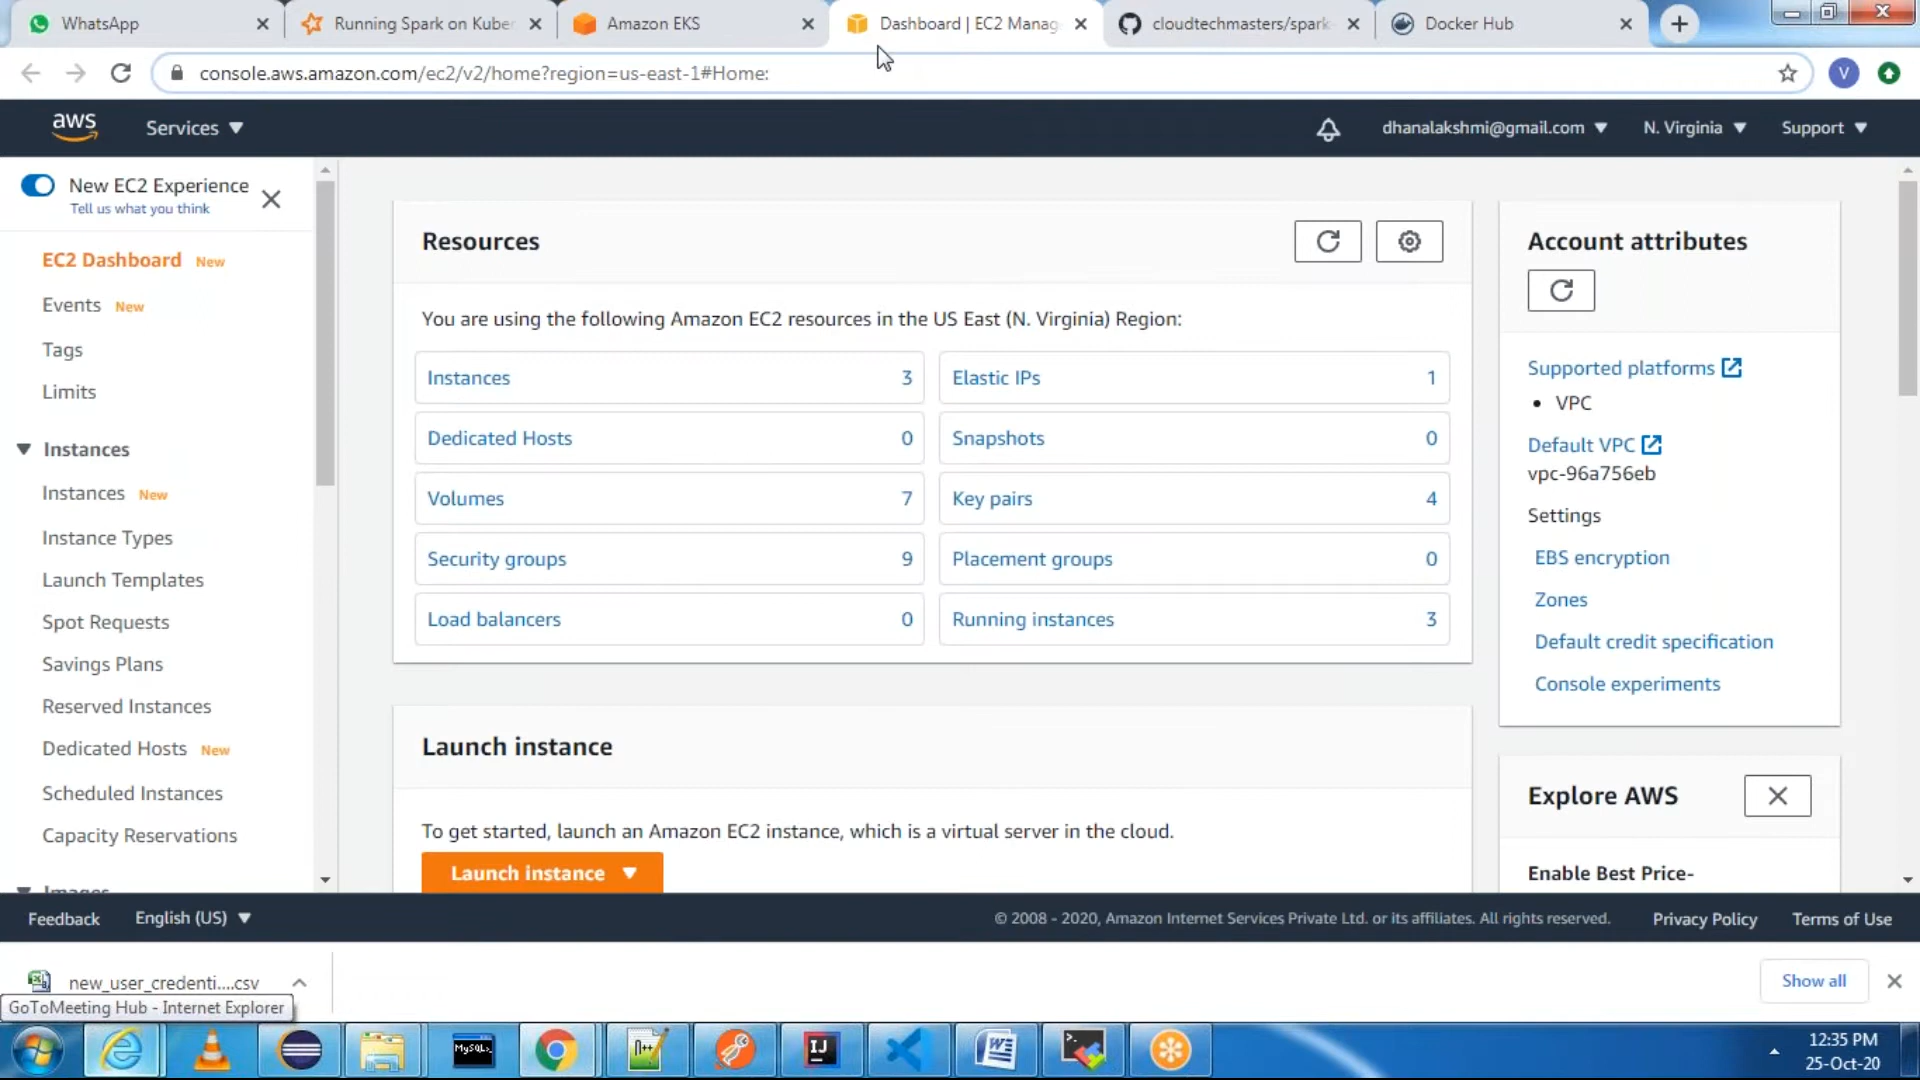 WhatsApp
Running Spark on Kuber
Amazon EKS
Dashboard | EC2 Manag
cloudtechmasters/spark
Docker Hub
console.aws.amazon.com/ec2/v2/home?region=us-east-1#Home:
V
aws
Services
dhanalakshmi@gmail.com
N. Virginia
Support
New EC2 Experience
Tell us what you think
EC2 Dashboard New
Events New
Tags
Limits
Instances
Instances New
Instance Types
Launch Templates
Spot Requests
Savings Plans
Reserved Instances
Dedicated Hosts New
Scheduled Instances
Capacity Reservations
Images
Resources
You are using the following Amazon EC2 resources in the US East (N. Virginia) Region:
Instances 3
Elastic IPs 1
Dedicated Hosts 0
Snapshots 0
Volumes 7
Key pairs 4
Security groups 9
Placement groups 0
Load balancers 0
Running instances 3
Launch instance
To get started, launch an Amazon EC2 instance, which is a virtual server in the cloud.
Launch instance
Account attributes
Supported platforms
VPC
Default VPC
vpc-96a756eb
Settings
EBS encryption
Zones
Default credit specification
Console experiments
Explore AWS
Enable Best Price-
Feedback
English (US)
© 2008 - 2020, Amazon Internet Services Private Ltd. or its affiliates. All rights reserved.
Privacy Policy
Terms of Use
new_user_credenti....csv
Show all
GoToMeeting Hub - Internet Explorer
MySQL
N++
IJ
W
12:35 PM
25-Oct-20